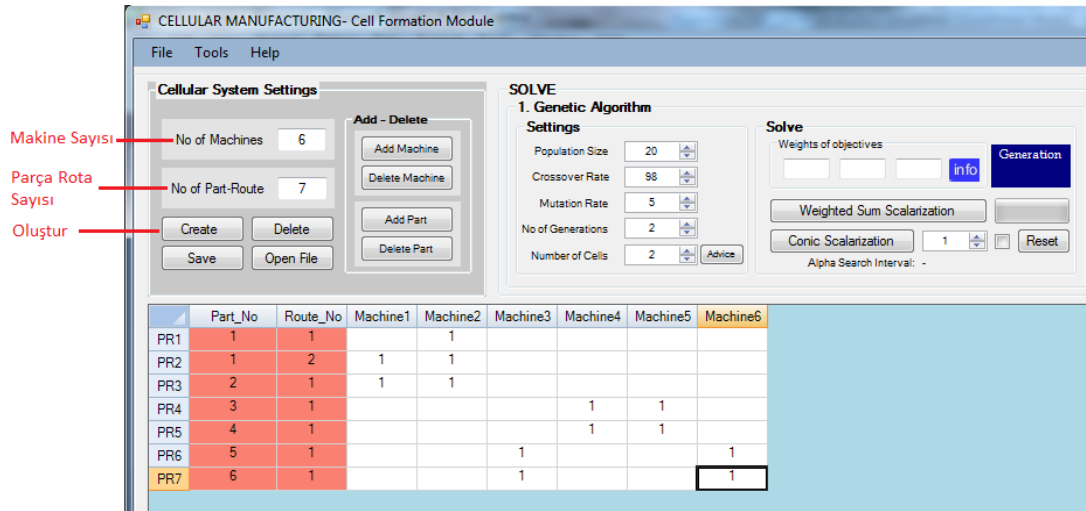 CELLULAR MANUFACTURING- Cell Formation Module
File Tools Help
Cellular System Settings
Makine Sayısı
No of Machines 6
Parça Rota
Sayısı
No of Part-Route 7
Oluştur
Create Delete
Save Open File
Add - Delete
Add Machine
Delete Machine
Add Part
Delete Part
SOLVE
1. Genetic Algorithm
Settings
Population Size 20
Crossover Rate 98
Mutation Rate 5
No of Generations 2
Number of Cells 2 Advice
Solve
Weights of objectives
info
Generation
Weighted Sum Scalarization
Conic Scalarization 1 Reset
Alpha Search Interval: -
Part_No Route_No Machine1 Machine2 Machine3 Machine4 Machine5 Machine6
PR1 1 1 1
PR2 1 2 1 1
PR3 2 1 1 1
PR4 3 1 1 1
PR5 4 1 1 1
PR6 5 1 1 1
PR7 6 1 1 1